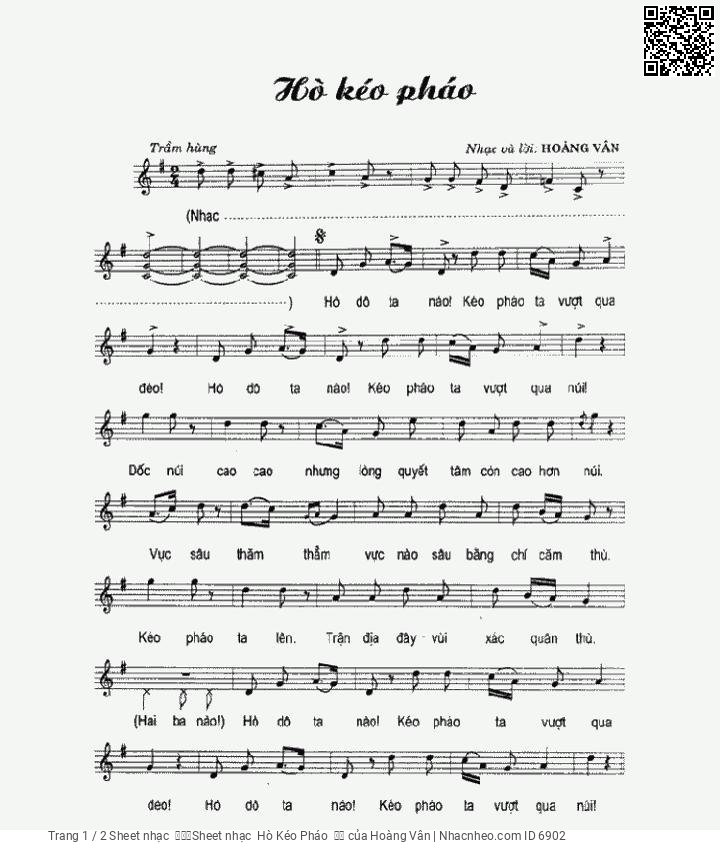 Hò kéo pháo
Trầm hùng
Nhạc và lời: HOÀNG VÂN
2/4
(Nhạc
) Hò dô ta nào! Kéo pháo ta vượt qua
đèo! Hò dô ta nào! Kéo pháo ta vượt qua núi!
Dốc núi cao cao nhưng lòng quyết tâm còn cao hơn núi.
Vực sâu thăm thẳm vực nào sâu bằng chí căm thù.
Kéo pháo ta lên. Trận địa đây vùi xác quân thù.
(Hai ba nào!) Hò dô ta nào! Kéo pháo ta vượt qua
đèo! Hò dô ta nào! Kéo pháo ta vượt qua núi!
Trang 1 / 2 Sheet nhạc Sheet nhạc Hò Kéo Pháo của Hoàng Vân | Nhacnheo.com ID 6902